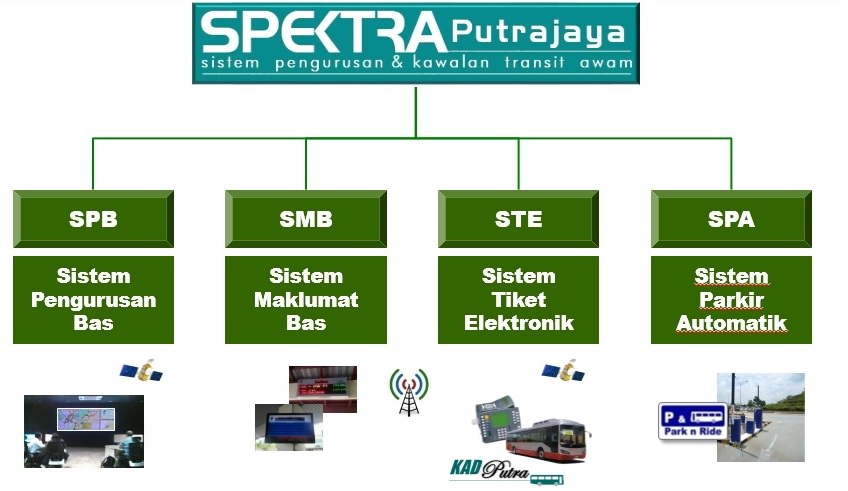 SPEKTRA Putrajaya
sistem pengurusan & kawalan transit awam
SPB
SMB
STE
SPA
Sistem
Pengurusan
Bas
Sistem
Maklumat
Bas
Sistem
Tiket
Elektronik
Sistem
Parkir
Automatik
KAD Putra
P &
Park n Ride